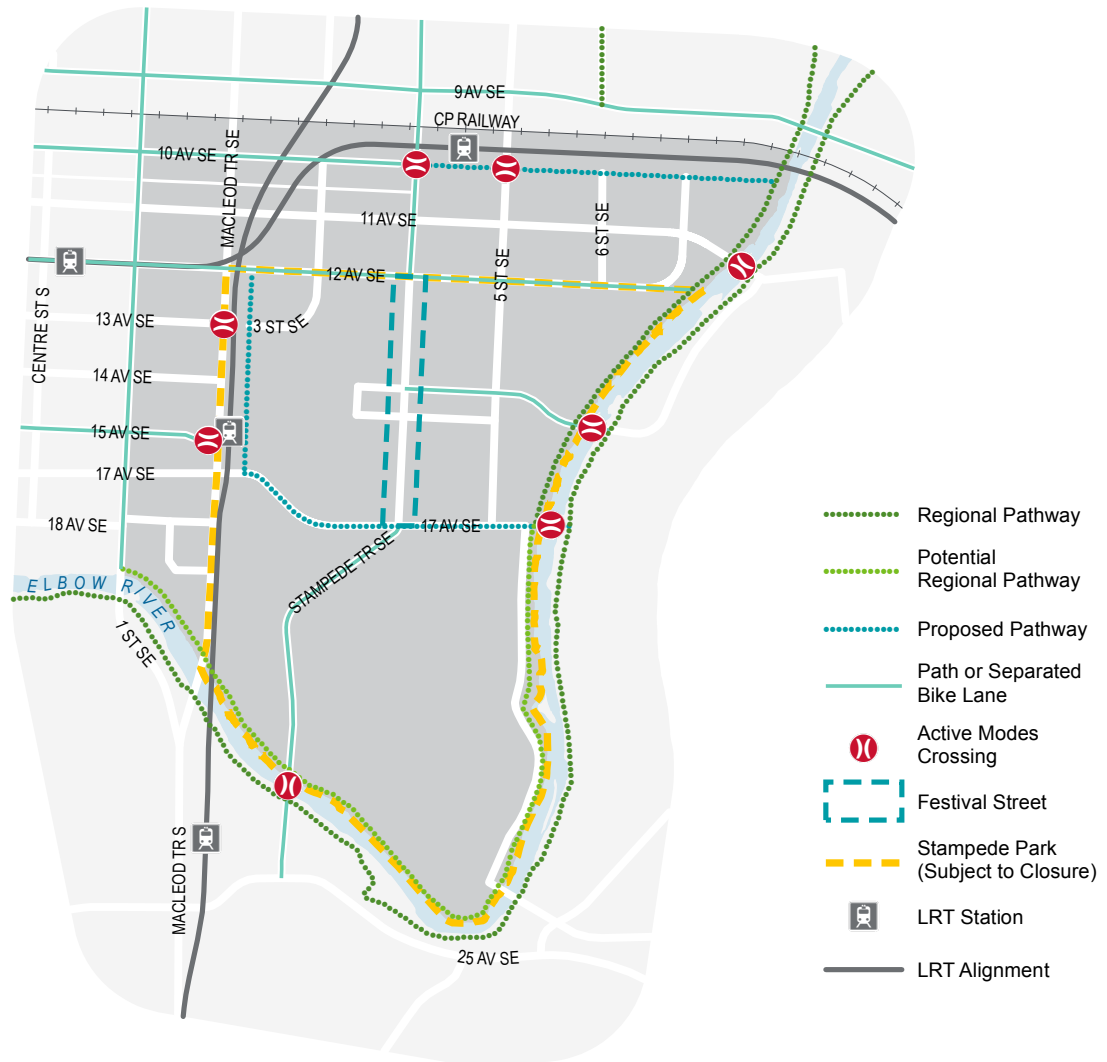 9 AV SE
CP RAILWAY
10 AV SE
MACLEOD TR SE
11 AV SE
6 ST SE
5 ST SE
12 AV SE
CENTRE ST S
13 AV SE
3 ST SE
14 AV SE
15 AV SE
17 AV SE
18 AV SE
17 AV SE
STAMPEDE TR SE
ELBOW RIVER
1 ST SE
MACLEOD TR S
25 AV SE
Regional Pathway
Potential
Regional Pathway
Proposed Pathway
Path or Separated
Bike Lane
Active Modes
Crossing
Festival Street
Stampede Park
(Subject to Closure)
LRT Station
LRT Alignment